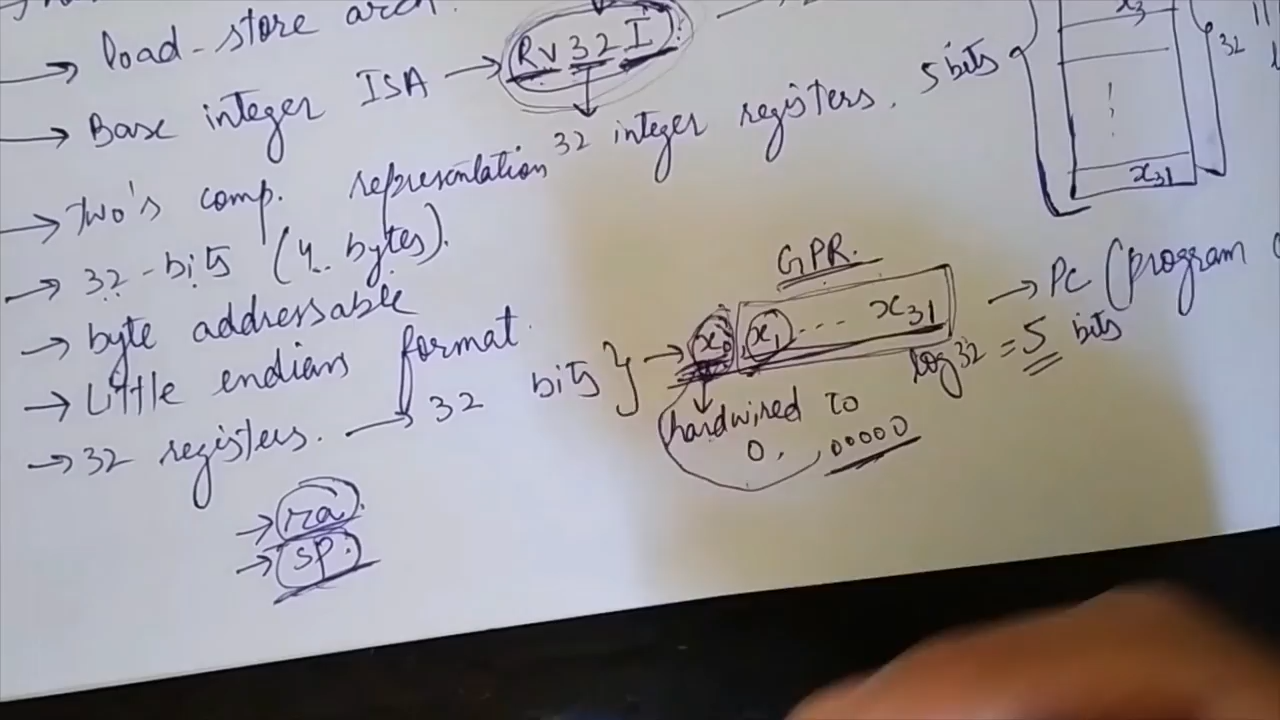 load-store arch.
Base integer ISA → RV32I
32 integer registers.
5 bits
x3
x31
32
Two's comp. representation
32-bits (4 bytes).
byte addressable
Little endians format.
32 registers. → 32 bits } → x0, x1 --- x31
GPR.
→ PC (program
log32 = 5 bits
hardwired to
0, 00000
→ ra.
→ sp.